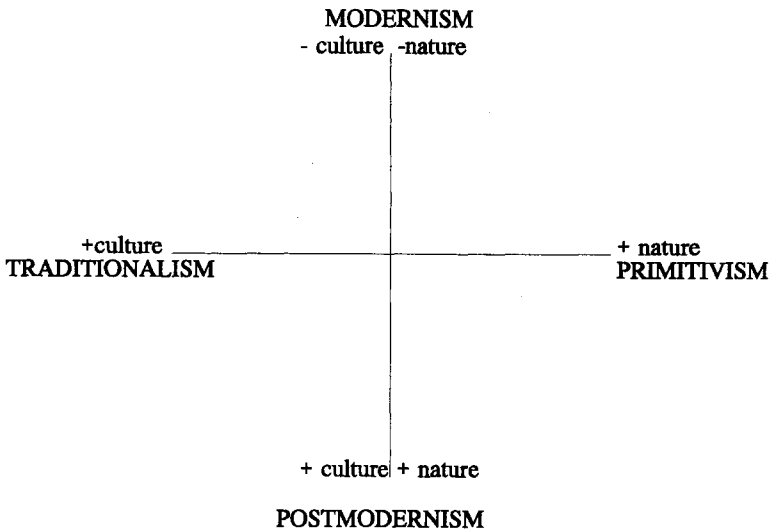 MODERNISM
- culture -nature
+culture
+ nature
TRADITIONALISM
PRIMITIVISM
+ culture + nature
POSTMODERNISM